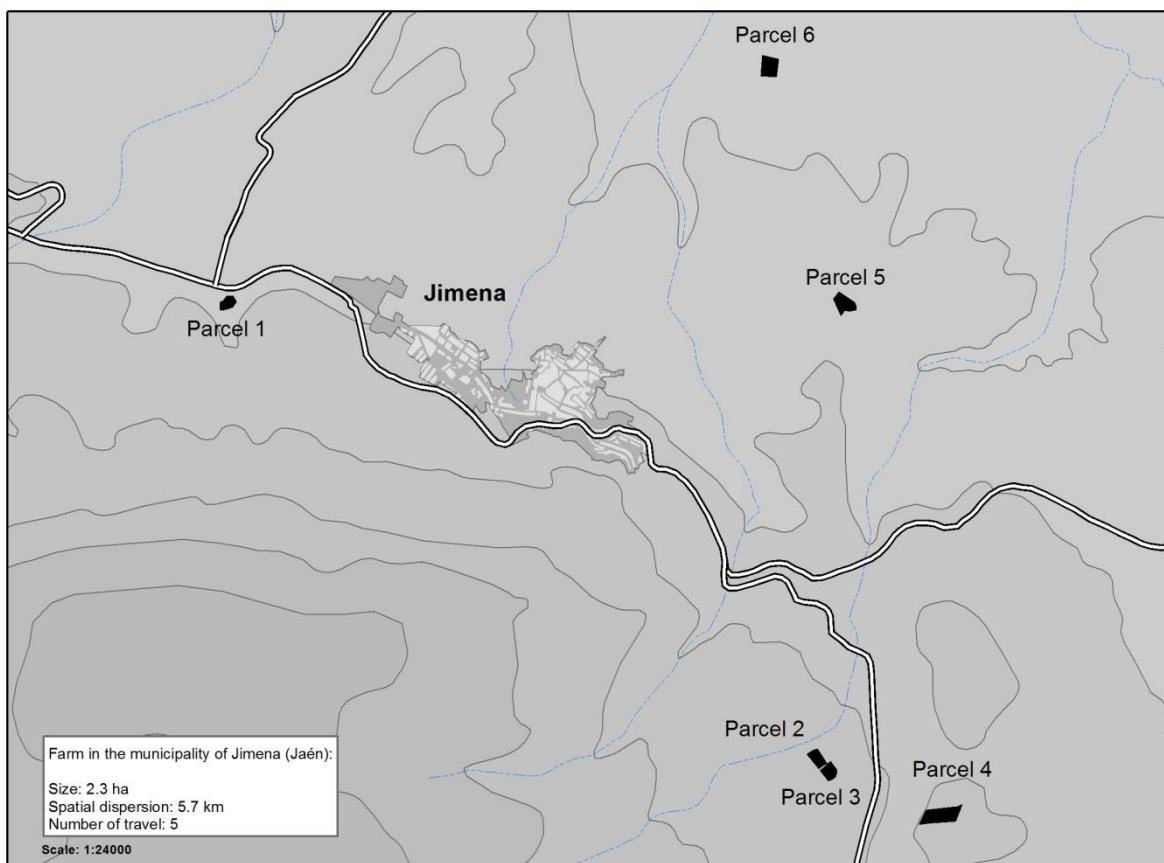 Parcel 6
Parcel 5
Jimena
Parcel 1
Parcel 2
Parcel 3
Parcel 4
Farm in the municipality of Jimena (Jaén):
Size: 2.3 ha
Spatial dispersion: 5.7 km
Number of travel: 5
Scale: 1:24000